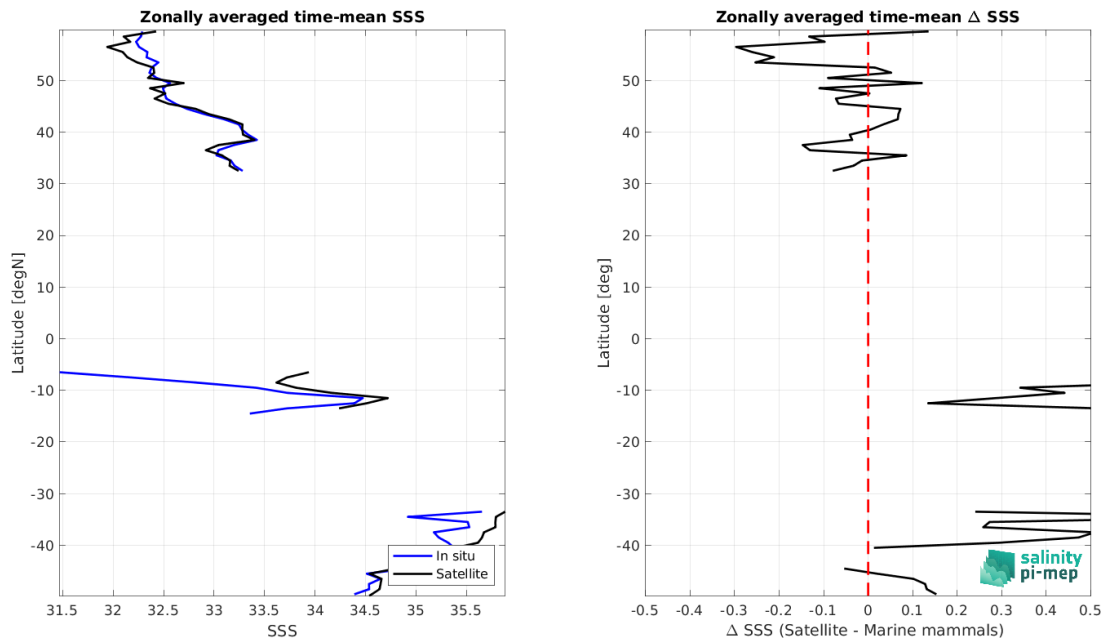 Zonally averaged time-mean SSS
50
40
30
20
10
0
-10
-20
-30
-40
Latitude [degN]
In situ
Satellite
31.5 32 32.5 33 33.5 34 34.5 35 35.5
SSS
Zonally averaged time-mean Δ SSS
50
40
30
20
10
0
-10
-20
-30
-40
Latitude [deg]
salinity
pi-mep
-0.5 -0.4 -0.3 -0.2 -0.1 0 0.1 0.2 0.3 0.4 0.5
Δ SSS (Satellite - Marine mammals)